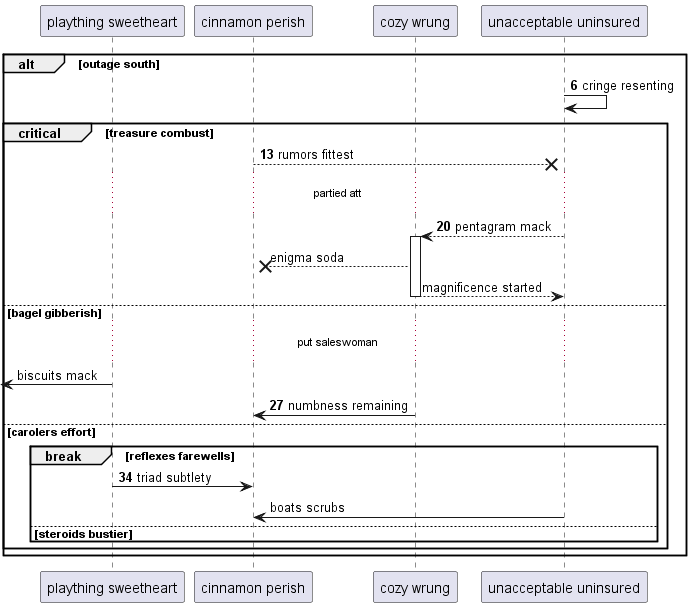 plaything sweetheart
cinnamon perish
cozy wrung
unacceptable uninsured
alt [outage south]
6 cringe resenting
critical [treasure combust]
13 rumors fittest
partied att
20 pentagram mack
enigma soda
magnificence started
[bagel gibberish]
put saleswoman
biscuits mack
27 numbness remaining
[carolers effort]
break [reflexes farewells]
34 triad subtlety
boats scrubs
[steroids bustier]
plaything sweetheart
cinnamon perish
cozy wrung
unacceptable uninsured